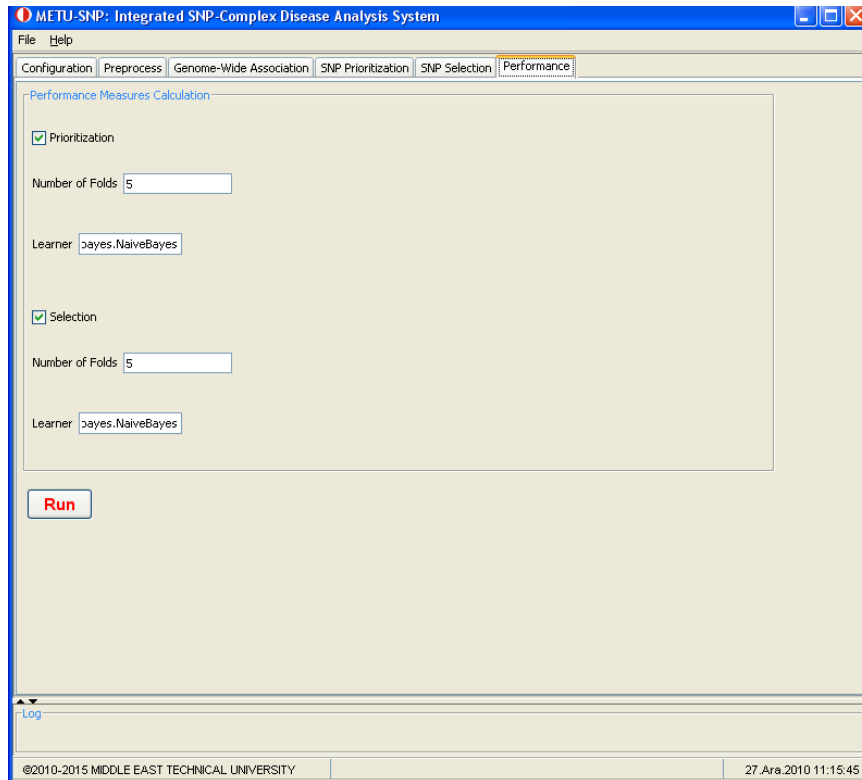 METU-SNP: Integrated SNP-Complex Disease Analysis System
File Help
Configuration Preprocess Genome-Wide Association SNP Prioritization SNP Selection Performance
Performance Measures Calculation
Prioritization
Number of Folds 5
Learner bayes.NaiveBayes
Selection
Number of Folds 5
Learner bayes.NaiveBayes
Run
Log
©2010-2015 MIDDLE EAST TECHNICAL UNIVERSITY 27.Ara.2010 11:15:45